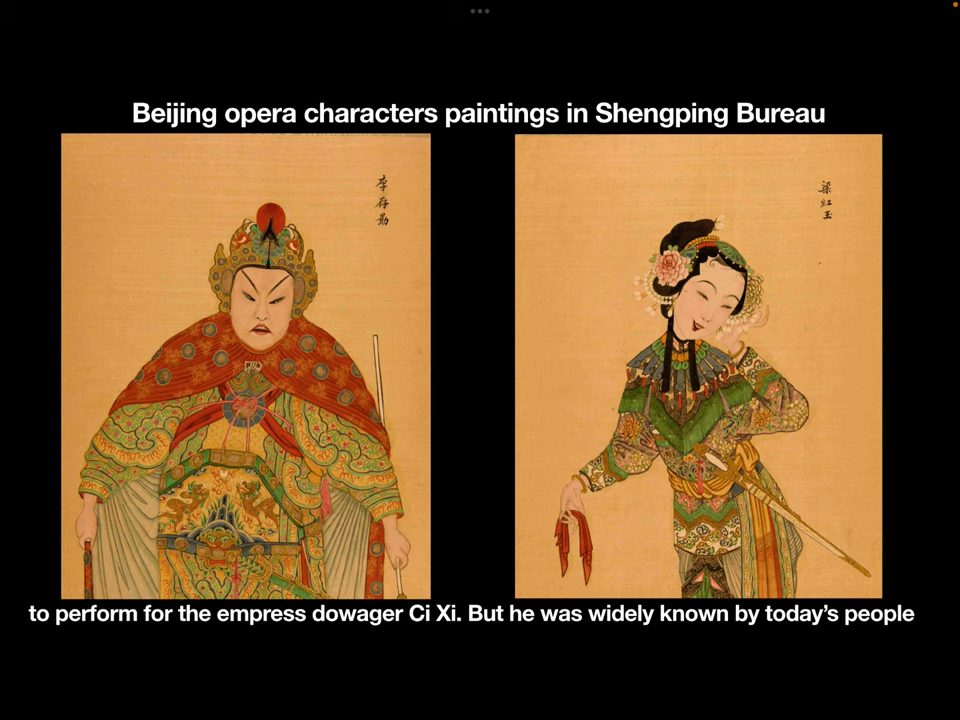 Beijing opera characters paintings in Shengping Bureau
李存勗
梁紅玉
to perform for the empress dowager Ci Xi. But he was widely known by today’s people